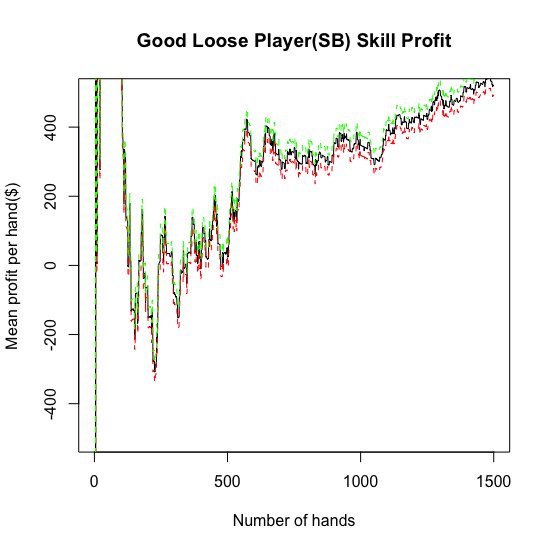 Good Loose Player(SB) Skill Profit
Mean profit per hand($)
400
200
0
-200
-400
0 500 1000 1500
Number of hands